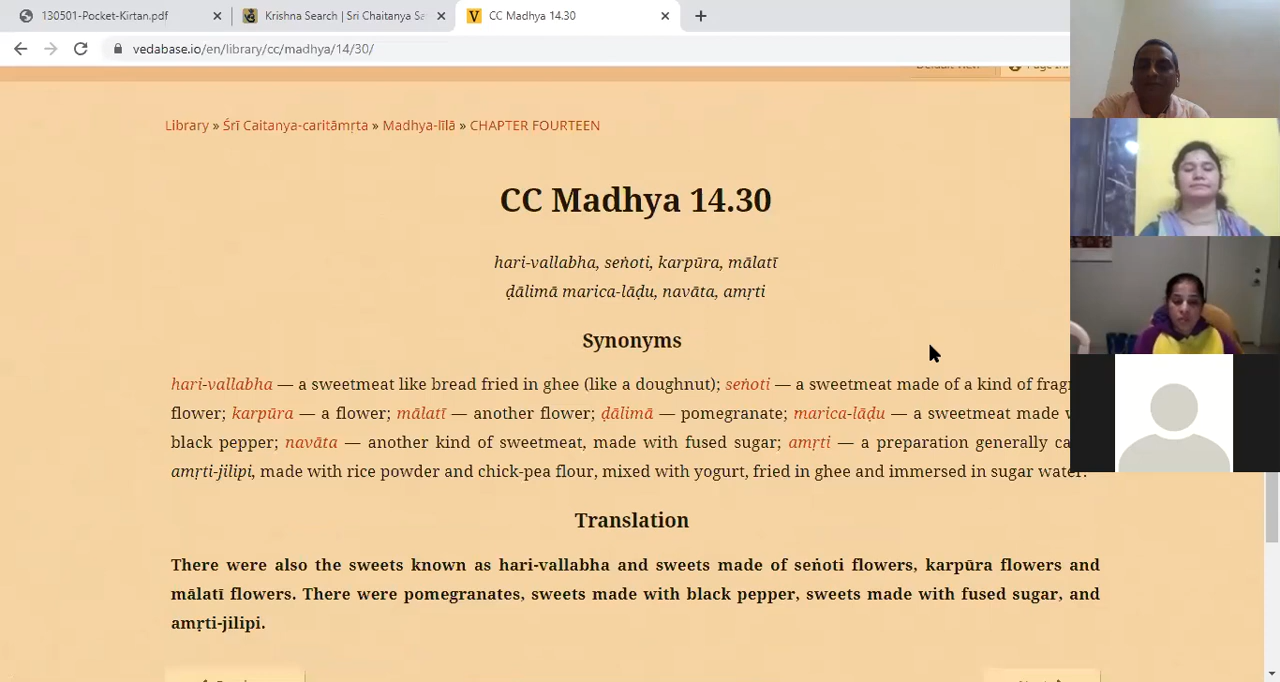 130501-Pocket-Kirtan.pdf
Krishna Search | Sri Chaitanya Sa
CC Madhya 14.30
vedabase.io/en/library/cc/madhya/14/30/
Default View
Library » Śrī Caitanya-caritāmṛta » Madhya-līlā » CHAPTER FOURTEEN
CC Madhya 14.30
hari-vallabha, seṅoti, karpūra, mālatī
ḍālimā marica-lāḍu, navāta, amṛti
Synonyms
hari-vallabha — a sweetmeat like bread fried in ghee (like a doughnut); seṅoti — a sweetmeat made of a kind of
flower; karpūra — a flower; mālatī — another flower; ḍālimā — pomegranate; marica-lāḍu — a sweetmeat made
black pepper; navāta — another kind of sweetmeat, made with fused sugar; amṛti — a preparation generally
amṛti-jilipi, made with rice powder and chick-pea flour, mixed with yogurt, fried in ghee and immersed in sugar water.
Translation
There were also the sweets known as hari-vallabha and sweets made of seṅoti flowers, karpūra flowers and
mālatī flowers. There were pomegranates, sweets made with black pepper, sweets made with fused sugar, and
amṛti-jilipi.